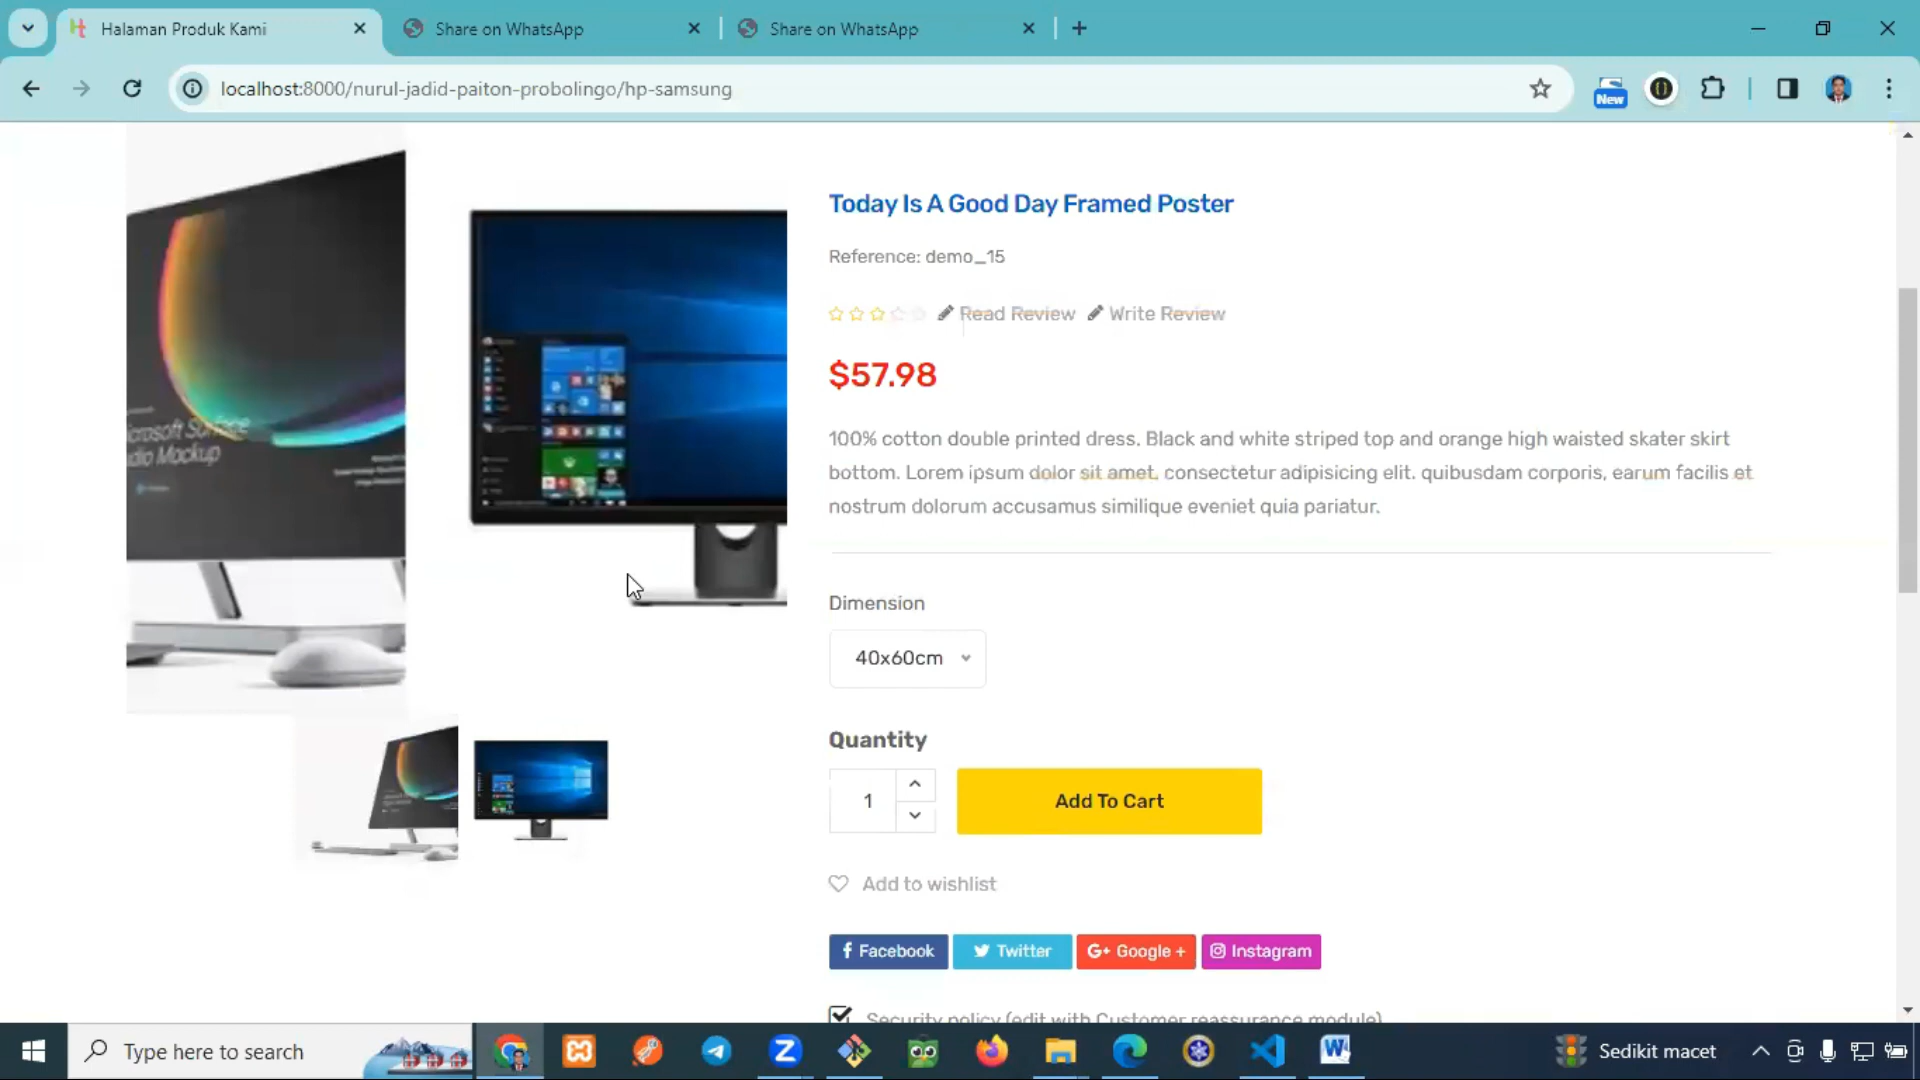 Halaman Produk Kami
Share on WhatsApp
Share on WhatsApp
localhost:8000/nurul-jadid-paiton-probolingo/hp-samsung
New
Today Is A Good Day Framed Poster
Reference: demo_15
Read Review
Write Review
$57.98
100% cotton double printed dress. Black and white striped top and orange high waisted skater skirt
bottom. Lorem ipsum dolor sit amet, consectetur adipisicing elit. quibusdam corporis, earum facilis et
nostrum dolorum accusamus similique eveniet quia pariatur.
crosoft Surface
dio Mockup
Dimension
40x60cm
Quantity
1
Add To Cart
Add to wishlist
Facebook
Twitter
G+ Google +
Instagram
Security policy (edit with Customer reassurance module)
Type here to search
Sedikit macet